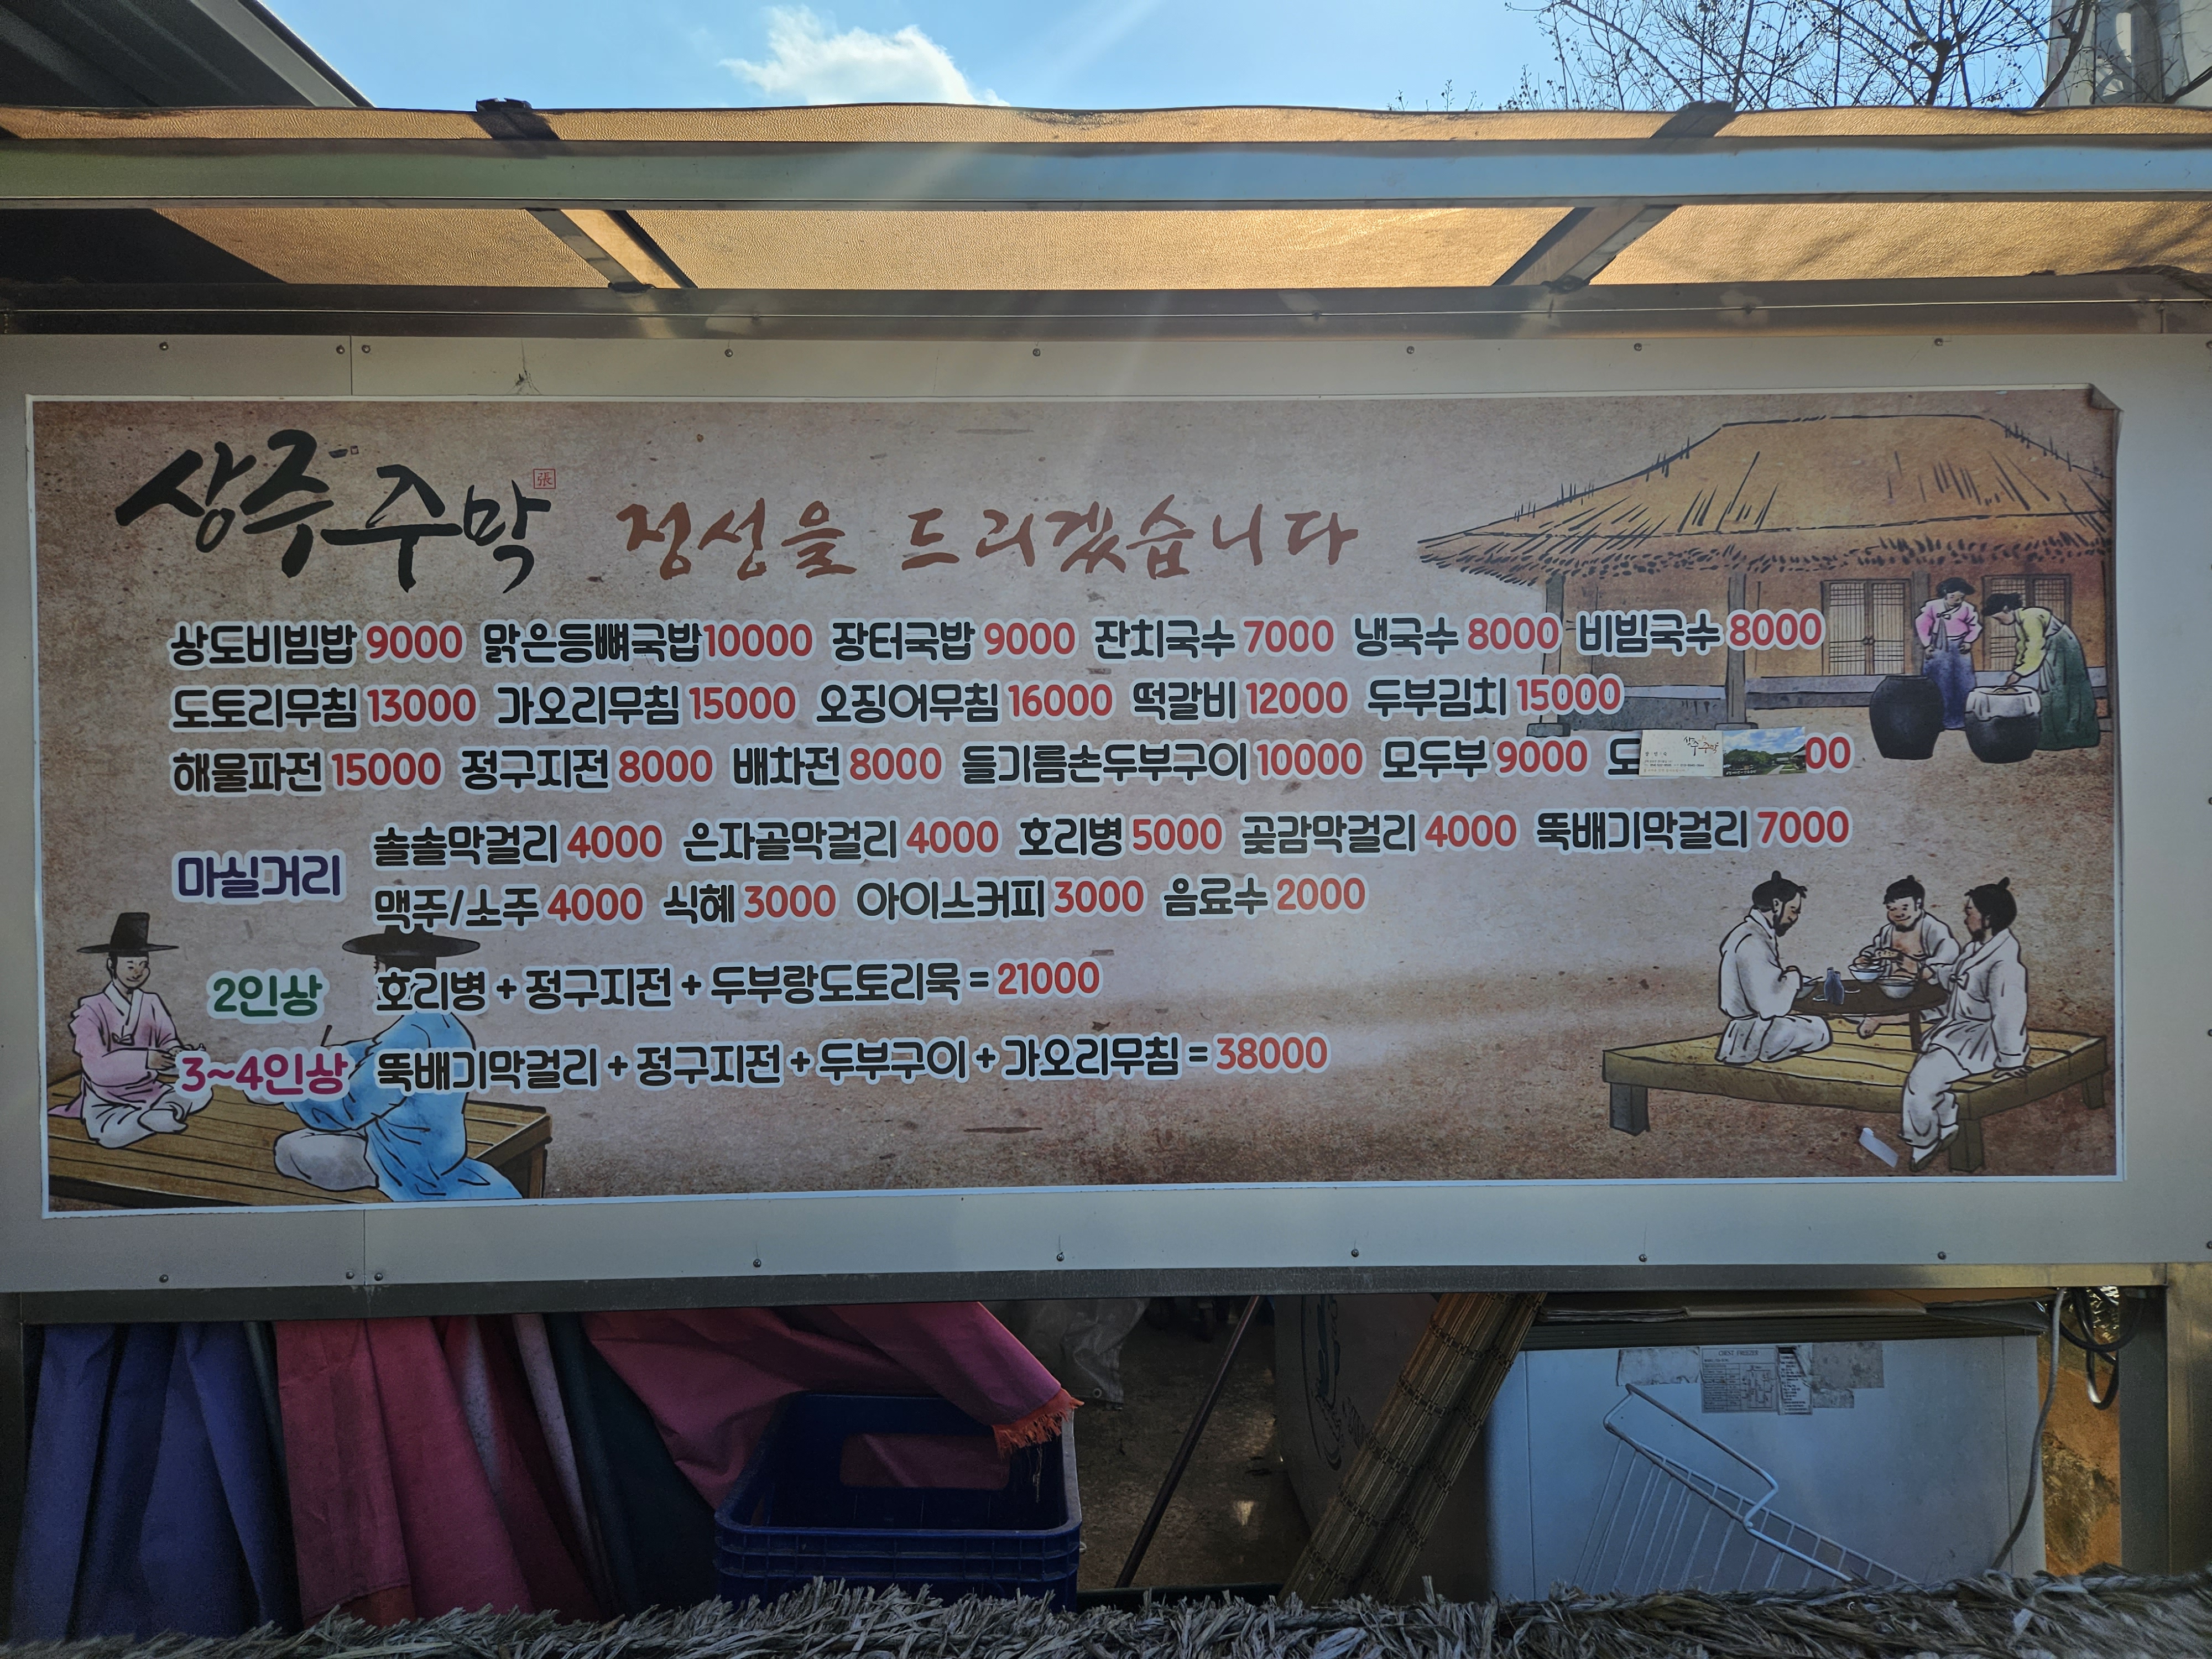 상주 주막 張 정성을 드리겠습니다
상도비빔밥 9000 맑은등뼈국밥 10000 장터국밥 9000 잔치국수 7000 냉국수 8000 비빔국수 8000
도토리무침 13000 가오리무침 15000 오징어무침 16000 떡갈비 12000 두부김치 15000
해물파전 15000 정구지전 8000 배차전 8000 들기름손두부구이 10000 모두부 9000
상주주막
마실거리
솔솔막걸리 4000 은자골막걸리 4000 호리병 5000 곶감막걸리 4000 뚝배기막걸리 7000
맥주/소주 4000 식혜 3000 아이스커피 3000 음료수 2000
2인상 호리병 + 정구지전 + 두부랑도토리묵 = 21000
3~4인상 뚝배기막걸리 + 정구지전 + 두부구이 + 가오리무침 = 38000
CHEST FREEZER